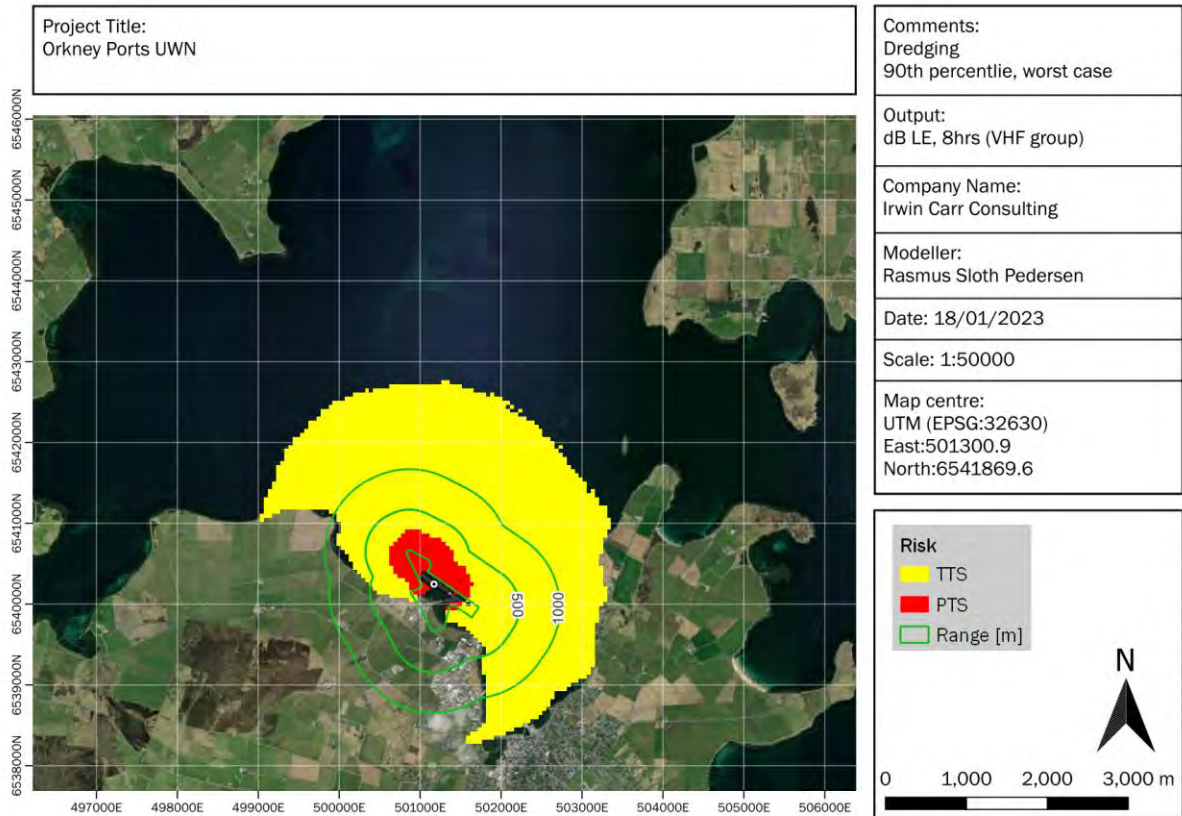 Project Title:
Orkney Ports UWN
Comments:
Dredging
90th percentlie, worst case
Output:
dB LE, 8hrs (VHF group)
Company Name:
Irwin Carr Consulting
Modeller:
Rasmus Sloth Pedersen
Date: 18/01/2023
Scale: 1:50000
Map centre:
UTM (EPSG:32630)
East:501300.9
North:6541869.6
6546000N
6545000N
6544000N
6543000N
6542000N
6541000N
6540000N
6539000N
6538000N
500
1000
497000E
498000E
499000E
500000E
501000E
502000E
503000E
504000E
505000E
506000E
Risk
TTS
PTS
Range [m]
N
0 1,000 2,000 3,000 m